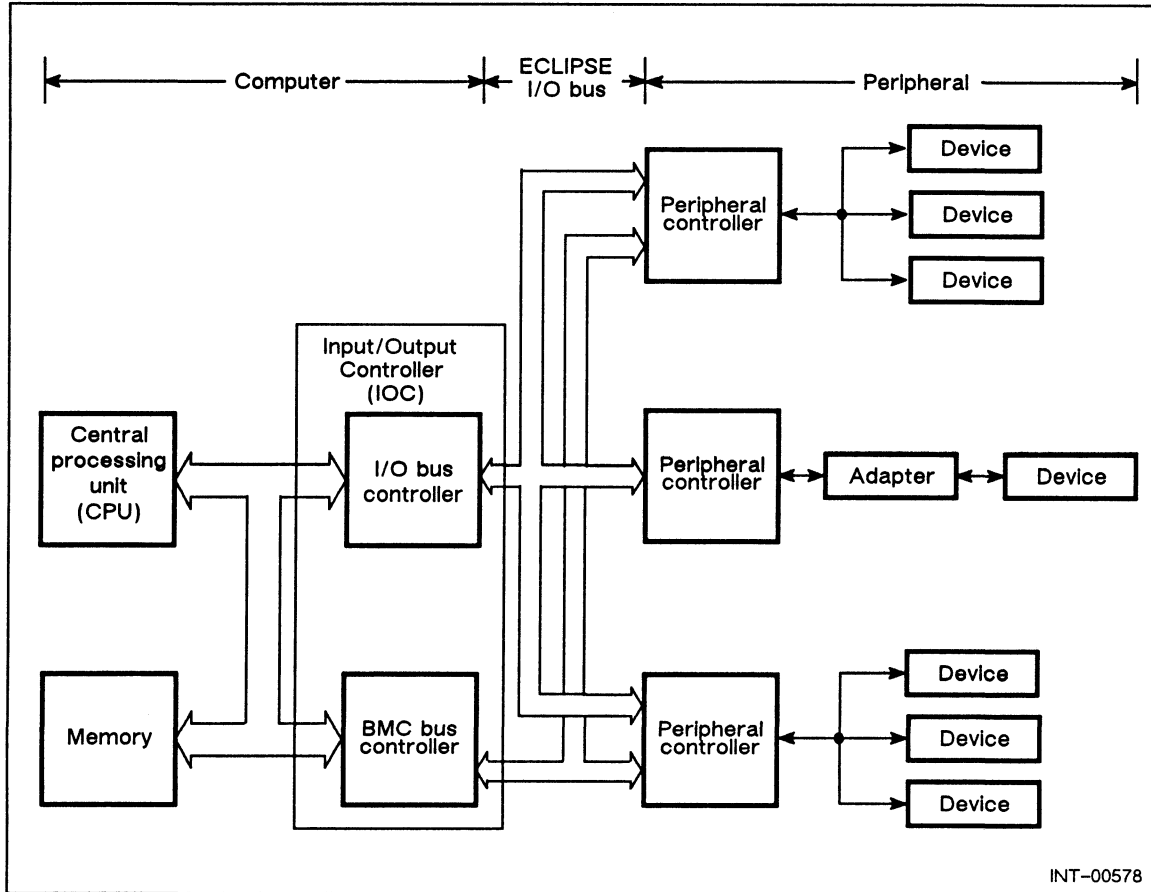 Computer
ECLIPSE
I/O bus
Peripheral
Peripheral
controller
Device
Device
Device
Input/Output
Controller
(IOC)
Central
processing
unit
(CPU)
I/O bus
controller
Peripheral
controller
Adapter
Device
Memory
BMC bus
controller
Peripheral
controller
Device
Device
Device
INT-00578